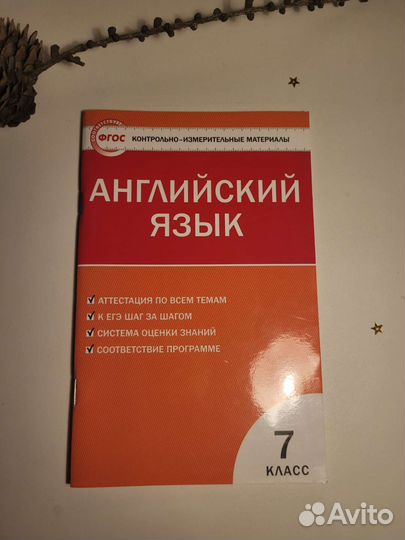 ФГОС
КОНТРОЛЬНО-ИЗМЕРИТЕЛЬНЫЕ МАТЕРИАЛЫ
АНГЛИЙСКИЙ
ЯЗЫК
АТТЕСТАЦИЯ ПО ВСЕМ ТЕМАМ
К ЕГЭ ШАГ ЗА ШАГОМ
СИСТЕМА ОЦЕНКИ ЗНАНИЙ
СООТВЕТСТВИЕ ПРОГРАММЕ
7
КЛАСС
Avito